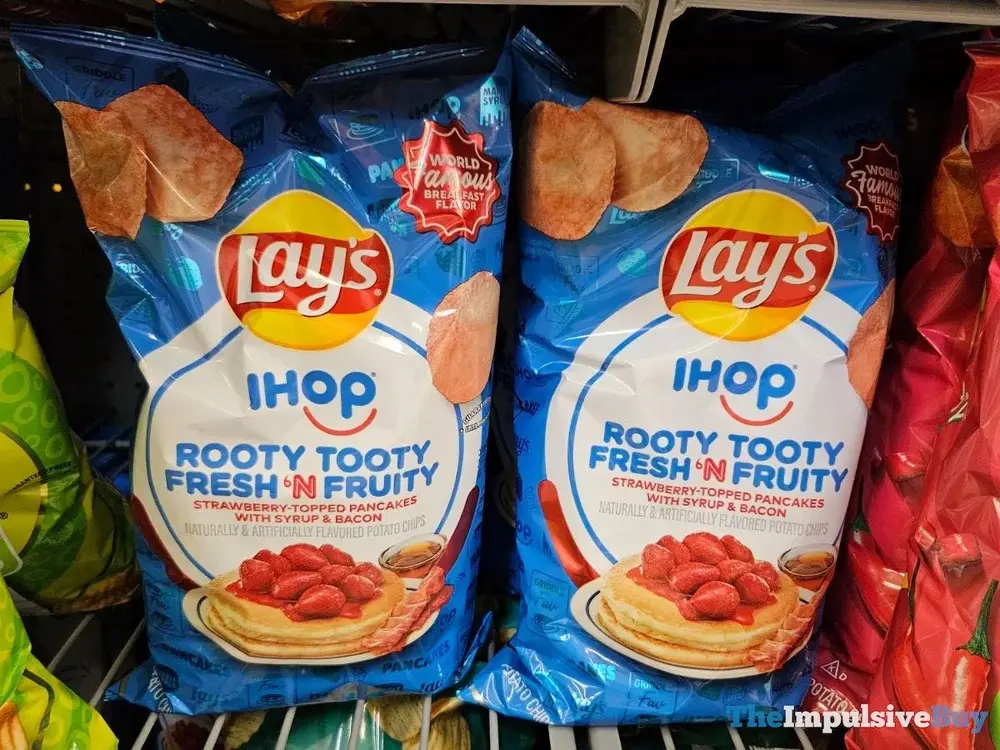 WORLD
Famous
BREAKFAST
FLAVOR
Lay's
IHOP
ROOTY TOOTY
FRESH 'N FRUITY
STRAWBERRY-TOPPED PANCAKES
WITH SYRUP & BACON
NATURALLY & ARTIFICIALLY FLAVORED POTATO CHIPS
WORLD
Famous
BREAKFAST
FLAVOR
Lay's
IHOP
ROOTY TOOTY
FRESH 'N FRUITY
STRAWBERRY-TOPPED PANCAKES
WITH SYRUP & BACON
NATURALLY & ARTIFICIALLY FLAVORED POTATO CHIPS
TheImpulsiveBuy